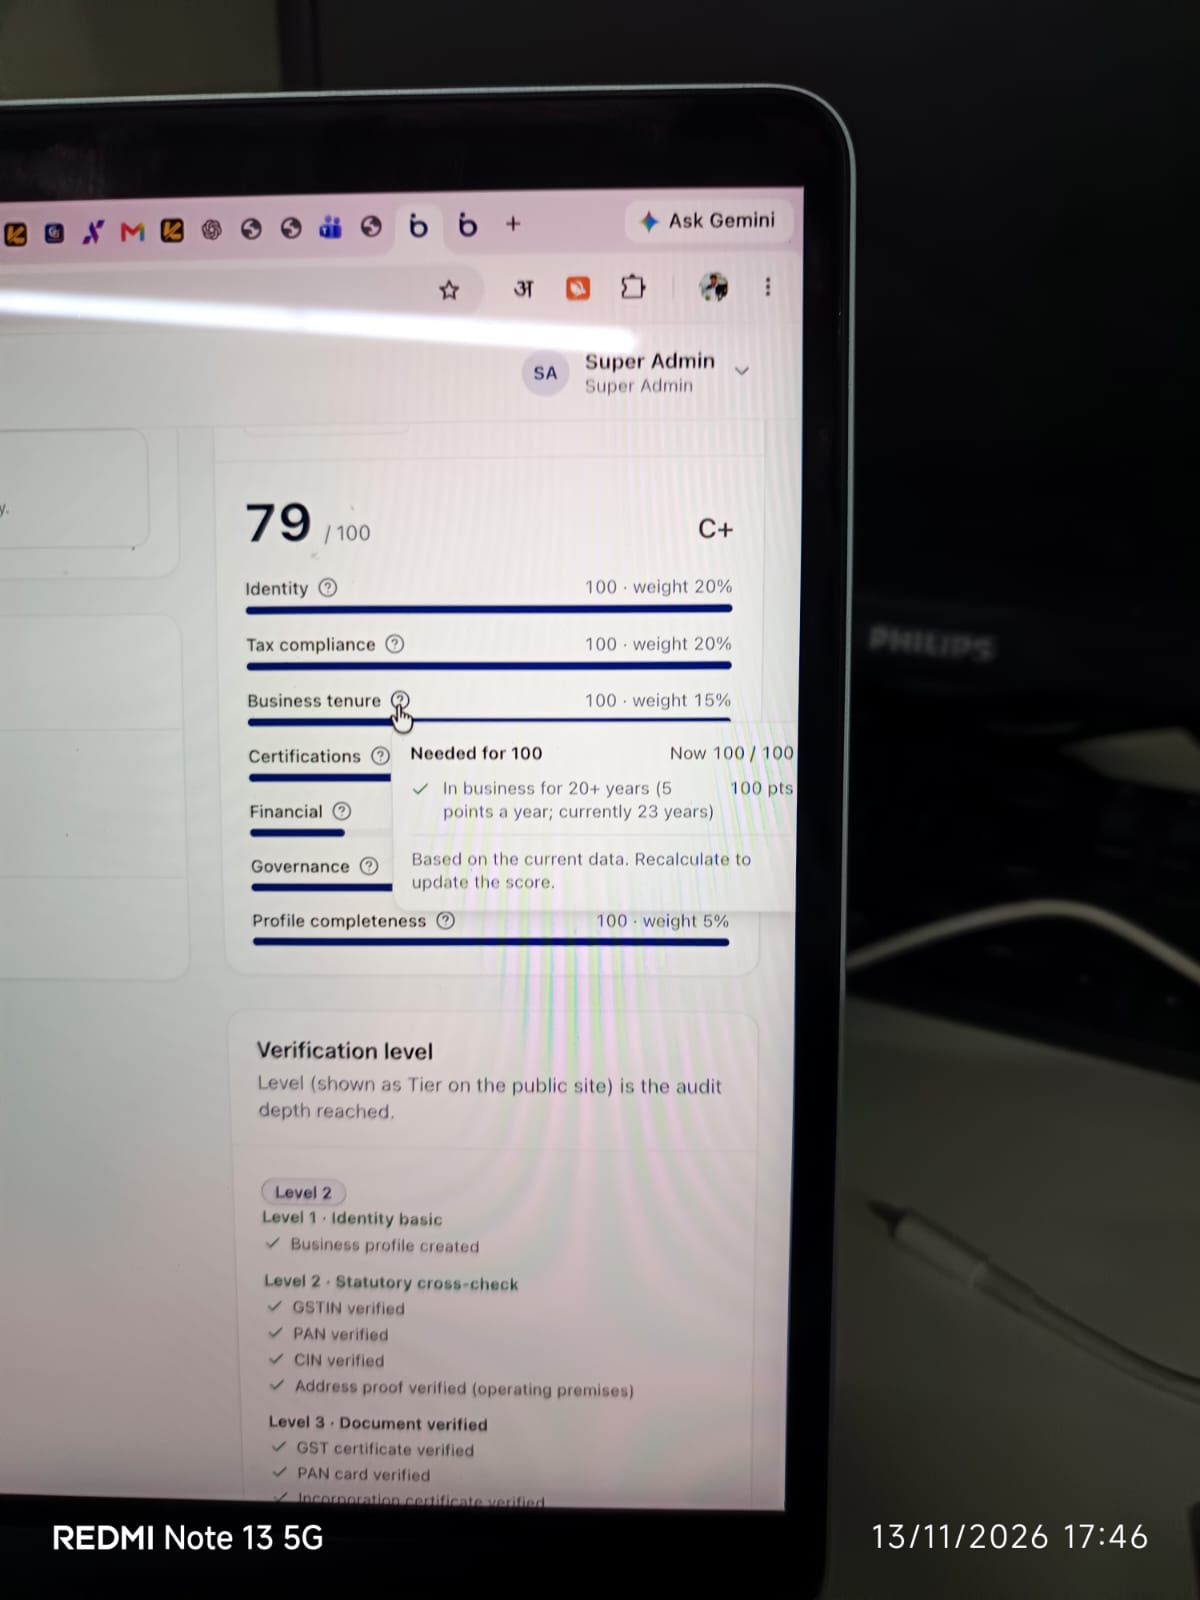 Ask Gemini
अ
SA
Super Admin
Super Admin
y.
79 / 100
C+
Identity ?
100 · weight 20%
Tax compliance ?
100 · weight 20%
Business tenure ?
100 · weight 15%
Certifications ?
Needed for 100
Now 100 / 100
In business for 20+ years (5
100 pts
points a year; currently 23 years)
Financial ?
Governance ?
Based on the current data. Recalculate to
update the score.
Profile completeness ?
100 · weight 5%
PHILIPS
Verification level
Level (shown as Tier on the public site) is the audit
depth reached.
Level 2
Level 1 · Identity basic
Business profile created
Level 2 · Statutory cross-check
GSTIN verified
PAN verified
CIN verified
Address proof verified (operating premises)
Level 3 · Document verified
GST certificate verified
PAN card verified
Incorporation certificate verified
REDMI Note 13 5G
13/11/2026 17:46